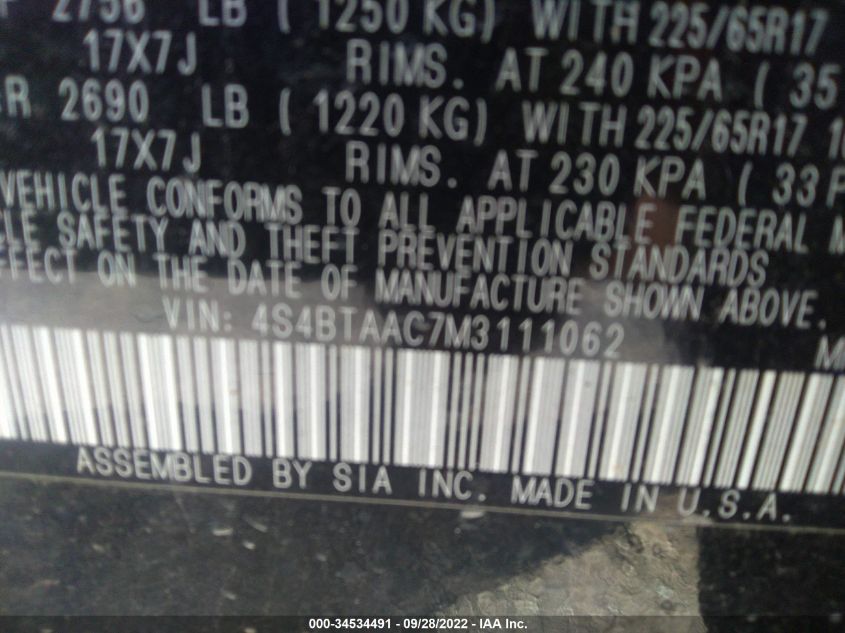 2756 LB ( 1250 KG) WITH 225/65R17
17X7J RIMS. AT 240 KPA ( 35
R 2690 LB ( 1220 KG) WITH 225/65R17
17X7J RIMS. AT 230 KPA ( 33 P
VEHICLE CONFORMS TO ALL APPLICABLE FEDERAL M
CLE SAFETY AND THEFT PREVENTION STANDARDS
EFFECT ON THE DATE OF MANUFACTURE SHOWN ABOVE.
VIN: 4S4BTAAC7M3111062
ASSEMBLED BY SIA INC. MADE IN U.S.A.
000-34534491 - 09/28/2022 - IAA Inc.